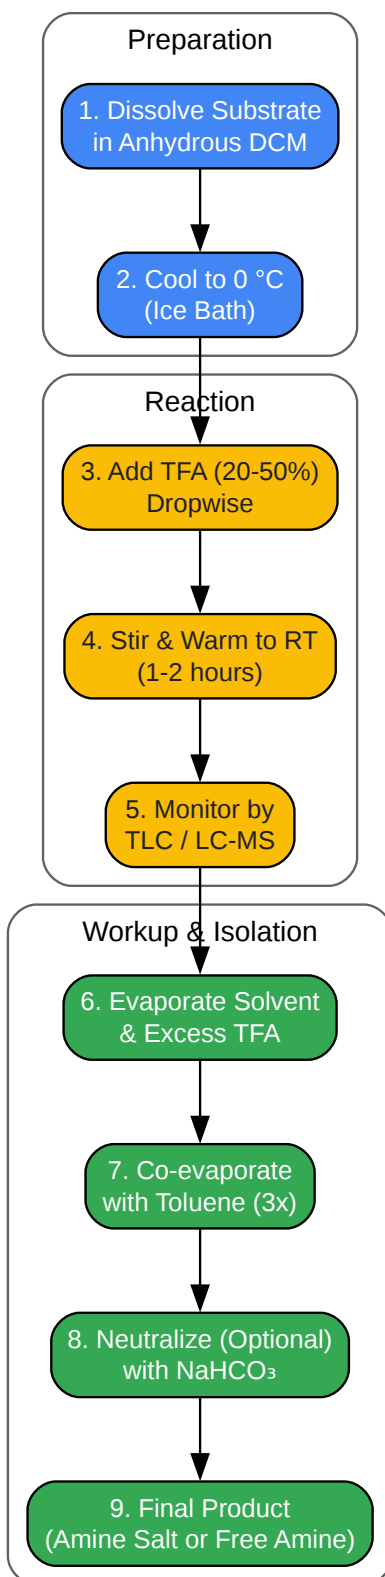 Preparation
1. Dissolve Substrate
in Anhydrous DCM
2. Cool to 0 °C
(Ice Bath)
Reaction
3. Add TFA (20-50%)
Dropwise
4. Stir & Warm to RT
(1-2 hours)
5. Monitor by
TLC / LC-MS
Workup & Isolation
6. Evaporate Solvent
& Excess TFA
7. Co-evaporate
with Toluene (3x)
8. Neutralize (Optional)
with NaHCO₃
9. Final Product
(Amine Salt or Free Amine)